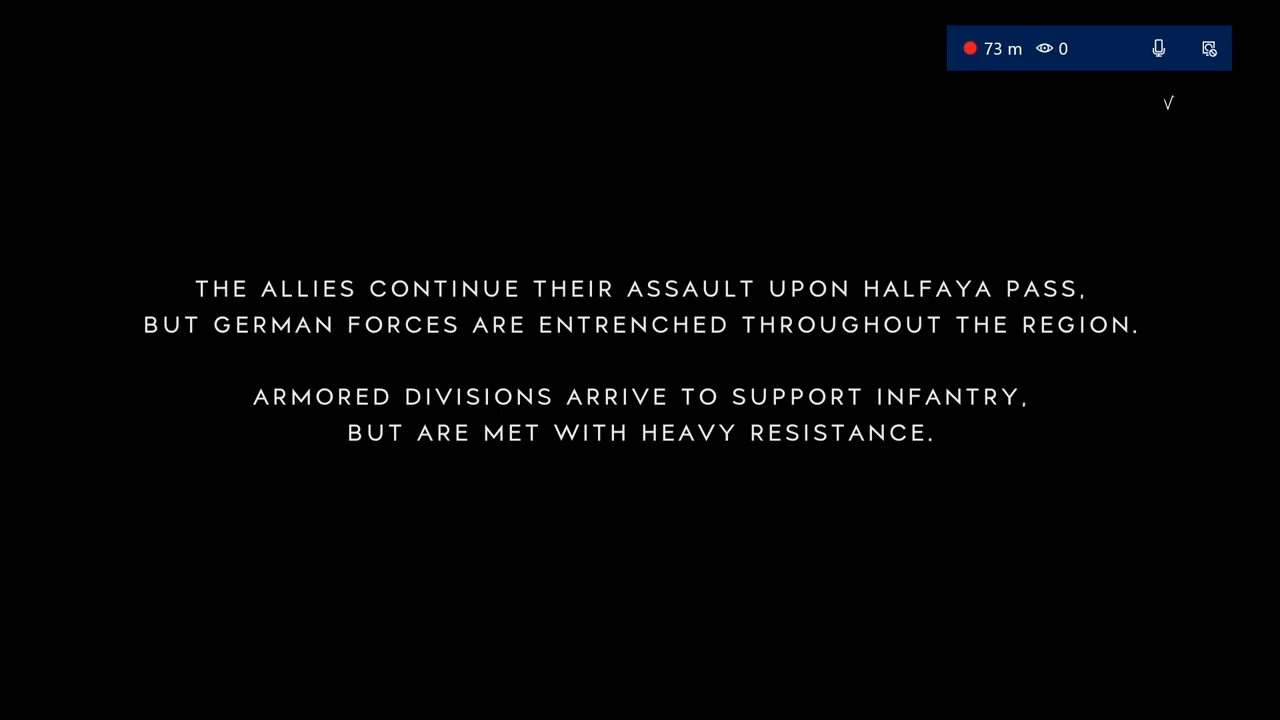 73 m 0
√
THE ALLIES CONTINUE THEIR ASSAULT UPON HALFAYA PASS,
BUT GERMAN FORCES ARE ENTRENCHED THROUGHOUT THE REGION.
ARMORED DIVISIONS ARRIVE TO SUPPORT INFANTRY,
BUT ARE MET WITH HEAVY RESISTANCE.